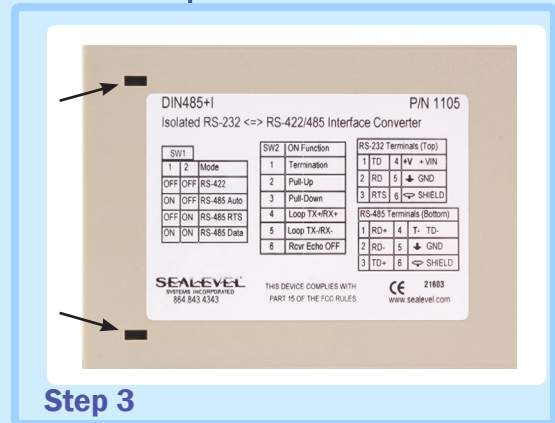 DIN485+I P/N 1105
Isolated RS-232 <=> RS-422/485 Interface Converter
SW1
1 2 Mode
OFF OFF RS-422
ON OFF RS-485 Auto
OFF ON RS-485 RTS
ON ON RS-485 Data
SW2 ON Function
1 Termination
2 Pull-Up
3 Pull-Down
4 Loop TX+/RX+
5 Loop TX-/RX-
6 Rcvr Echo OFF
RS-232 Terminals (Top)
1 TD 4 +V + VIN
2 RD 5 GND
3 RTS 6 SHIELD
RS-485 Terminals (Bottom)
1 RD+ 4 T- TD-
2 RD- 5 GND
3 TD+ 6 SHIELD
SEALEVEL
SYSTEMS INCORPORATED
864.843.4343
THIS DEVICE COMPLIES WITH
PART 15 OF THE FCC RULES
CE 21603
www.sealevel.com
Step 3